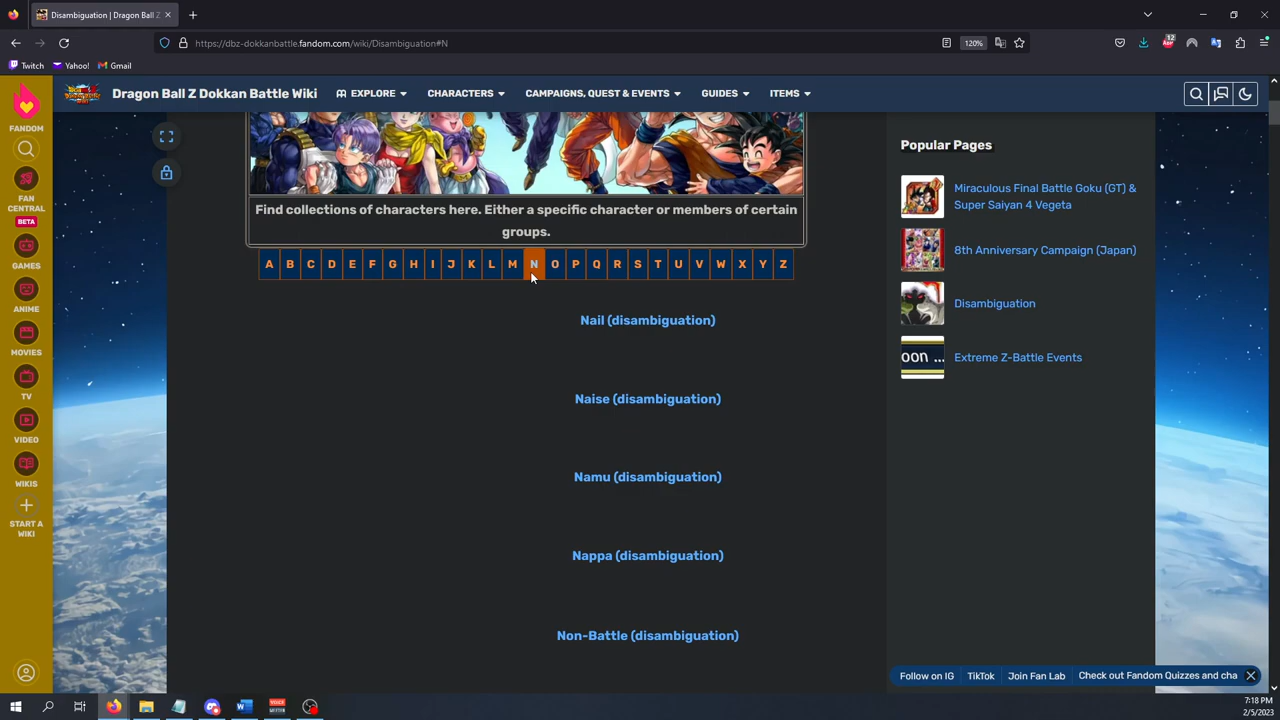 Disambiguation | Dragon Ball Z
https://dbz-dokkanbattle.fandom.com/wiki/Disambiguation#N
120%
12
Twitch
Yahoo!
Gmail
FANDOM
FAN CENTRAL
BETA
GAMES
ANIME
MOVIES
TV
VIDEO
WIKIS
START A WIKI
Dragon Ball Z Dokkan Battle Wiki
EXPLORE
CHARACTERS
CAMPAIGNS, QUEST & EVENTS
GUIDES
ITEMS
Find collections of characters here. Either a specific character or members of certain
groups.
A B C D E F G H I J K L M N O P Q R S T U V W X Y Z
Nail (disambiguation)
Naise (disambiguation)
Namu (disambiguation)
Nappa (disambiguation)
Non-Battle (disambiguation)
Popular Pages
Miraculous Final Battle Goku (GT) &
Super Saiyan 4 Vegeta
8th Anniversary Campaign (Japan)
Disambiguation
oon ...
Extreme Z-Battle Events
Follow on IG
TikTok
Join Fan Lab
Check out Fandom Quizzes and cha
7:18 PM
2/5/2023